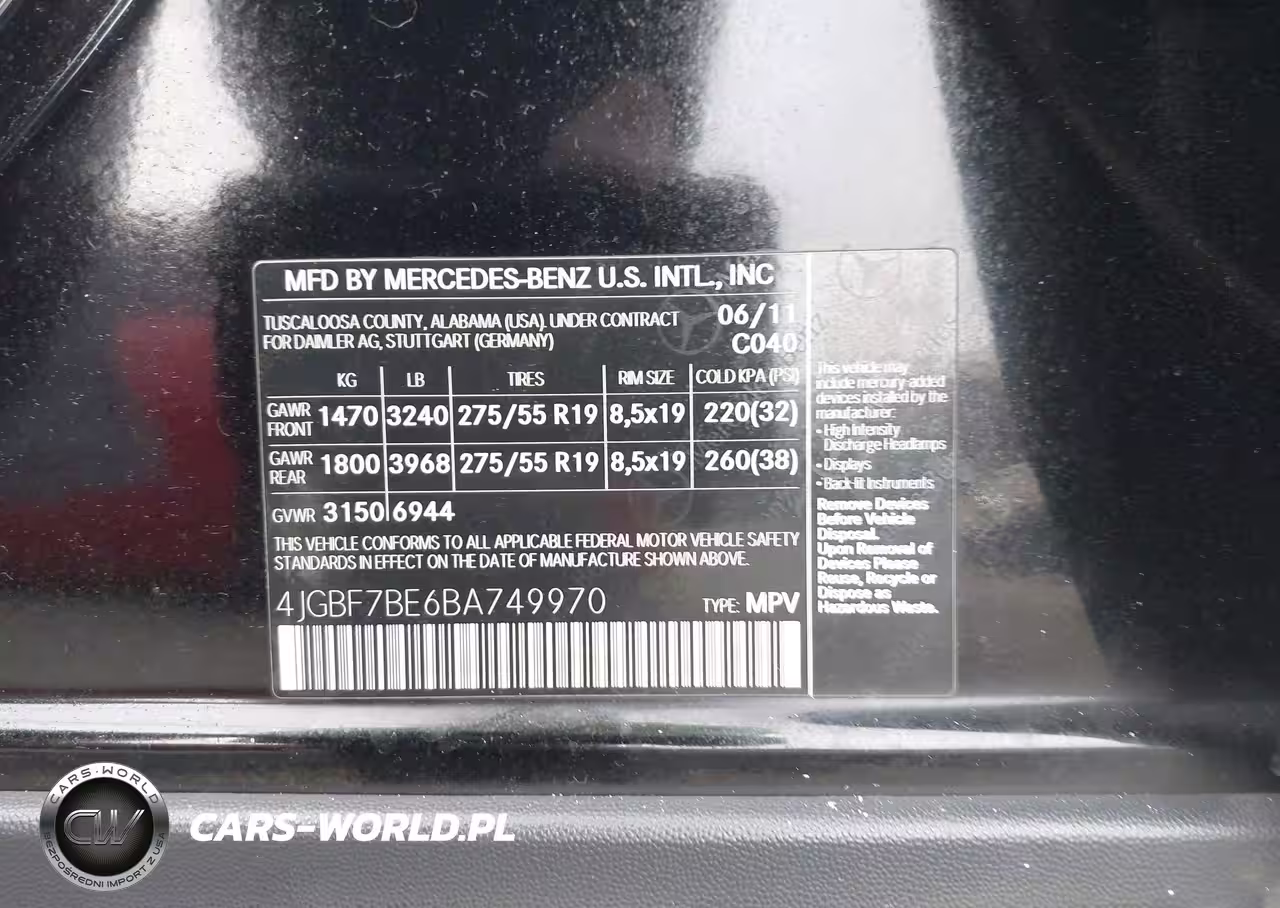 MFD BY MERCEDES-BENZ U.S. INTL., INC
TUSCALOOSA COUNTY, ALABAMA (USA) UNDER CONTRACT 06/11
FOR DAIMLER AG, STUTTGART (GERMANY) C040
KG LB TIRES RIM SIZE COLD KPA (PSI)
GAWR FRONT 1470 3240 275/55 R19 8,5x19 220(32)
GAWR REAR 1800 3968 275/55 R19 8,5x19 260(38)
GVWR 3150 6944
THIS VEHICLE CONFORMS TO ALL APPLICABLE FEDERAL MOTOR VEHICLE SAFETY
STANDARDS IN EFFECT ON THE DATE OF MANUFACTURE SHOWN ABOVE.
4JGBF7BE6BA749970 TYPE: MPV
This vehicle may
include mercury added
devices installed by the
manufacturer:
• High Intensity
Discharge Headlamps
• Displays
• Back-lit Instruments
Remove Devices
Before Vehicle
Disposal.
Upon Removal of
Devices Please
Reuse, Recycle or
Dispose as
Hazardous Waste.
CARS-WORLD
CW
BEZPOŚREDNI IMPORT Z USA
CARS-WORLD.PL